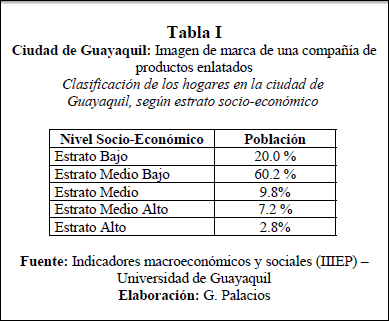 Tabla I
Ciudad de Guayaquil: Imagen de marca de una compañía de
productos enlatados
Clasificación de los hogares en la ciudad de
Guayaquil, según estrato socio-económico
Nivel Socio-Económico Población
Estrato Bajo 20.0 %
Estrato Medio Bajo 60.2 %
Estrato Medio 9.8%
Estrato Medio Alto 7.2 %
Estrato Alto 2.8%
Fuente: Indicadores macroeconómicos y sociales (IIIEP) –
Universidad de Guayaquil
Elaboración: G. Palacios